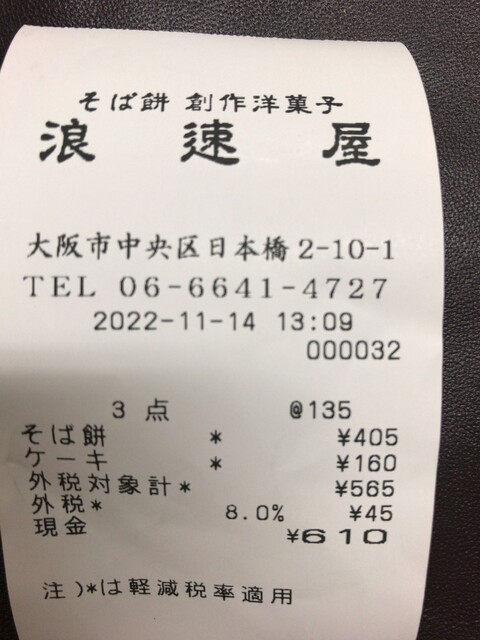 そば餅 創作洋菓子
浪速屋
大阪市中央区日本橋2-10-1
TEL 06-6641-4727
2022-11-14 13:09
000032
3点 @135
そば餅 * ¥405
ケーキ * ¥160
外税対象計* ¥565
外税* 8.0% ¥45
現金 ¥610
注)*は軽減税率適用